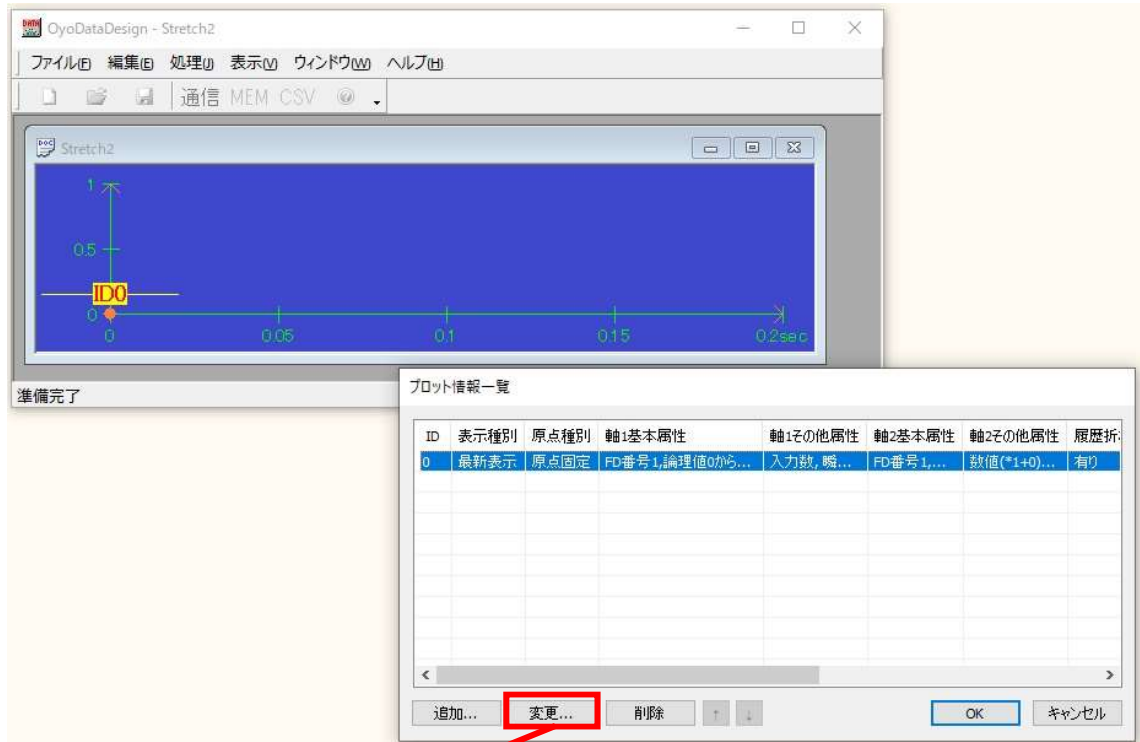 OyoDataDesign - Stretch2
ファイル(F) 編集(E) 処理(J) 表示(V) ウィンドウ(W) ヘルプ(H)
通信 MEM CSV
Stretch2
1
0.5
ID0
0
0 0.05 0.1 0.15 0.2sec
準備完了
プロット情報一覧
ID 表示種別 原点種別 軸1基本属性 軸1その他属性 軸2基本属性 軸2その他属性 履歴折
0 最新表示 原点固定 FD番号1,論理値0から... 入力数, 瞬... FD番号1,... 数値(*1+0)... 有り
追加... 変更... 削除 ↑ ↓ OK キャンセル